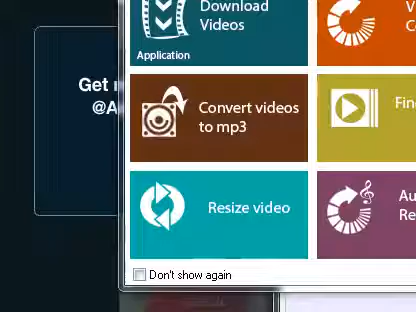 Download
Videos
Application
Get
@A
Convert videos
to mp3
Resize video
Don't show again